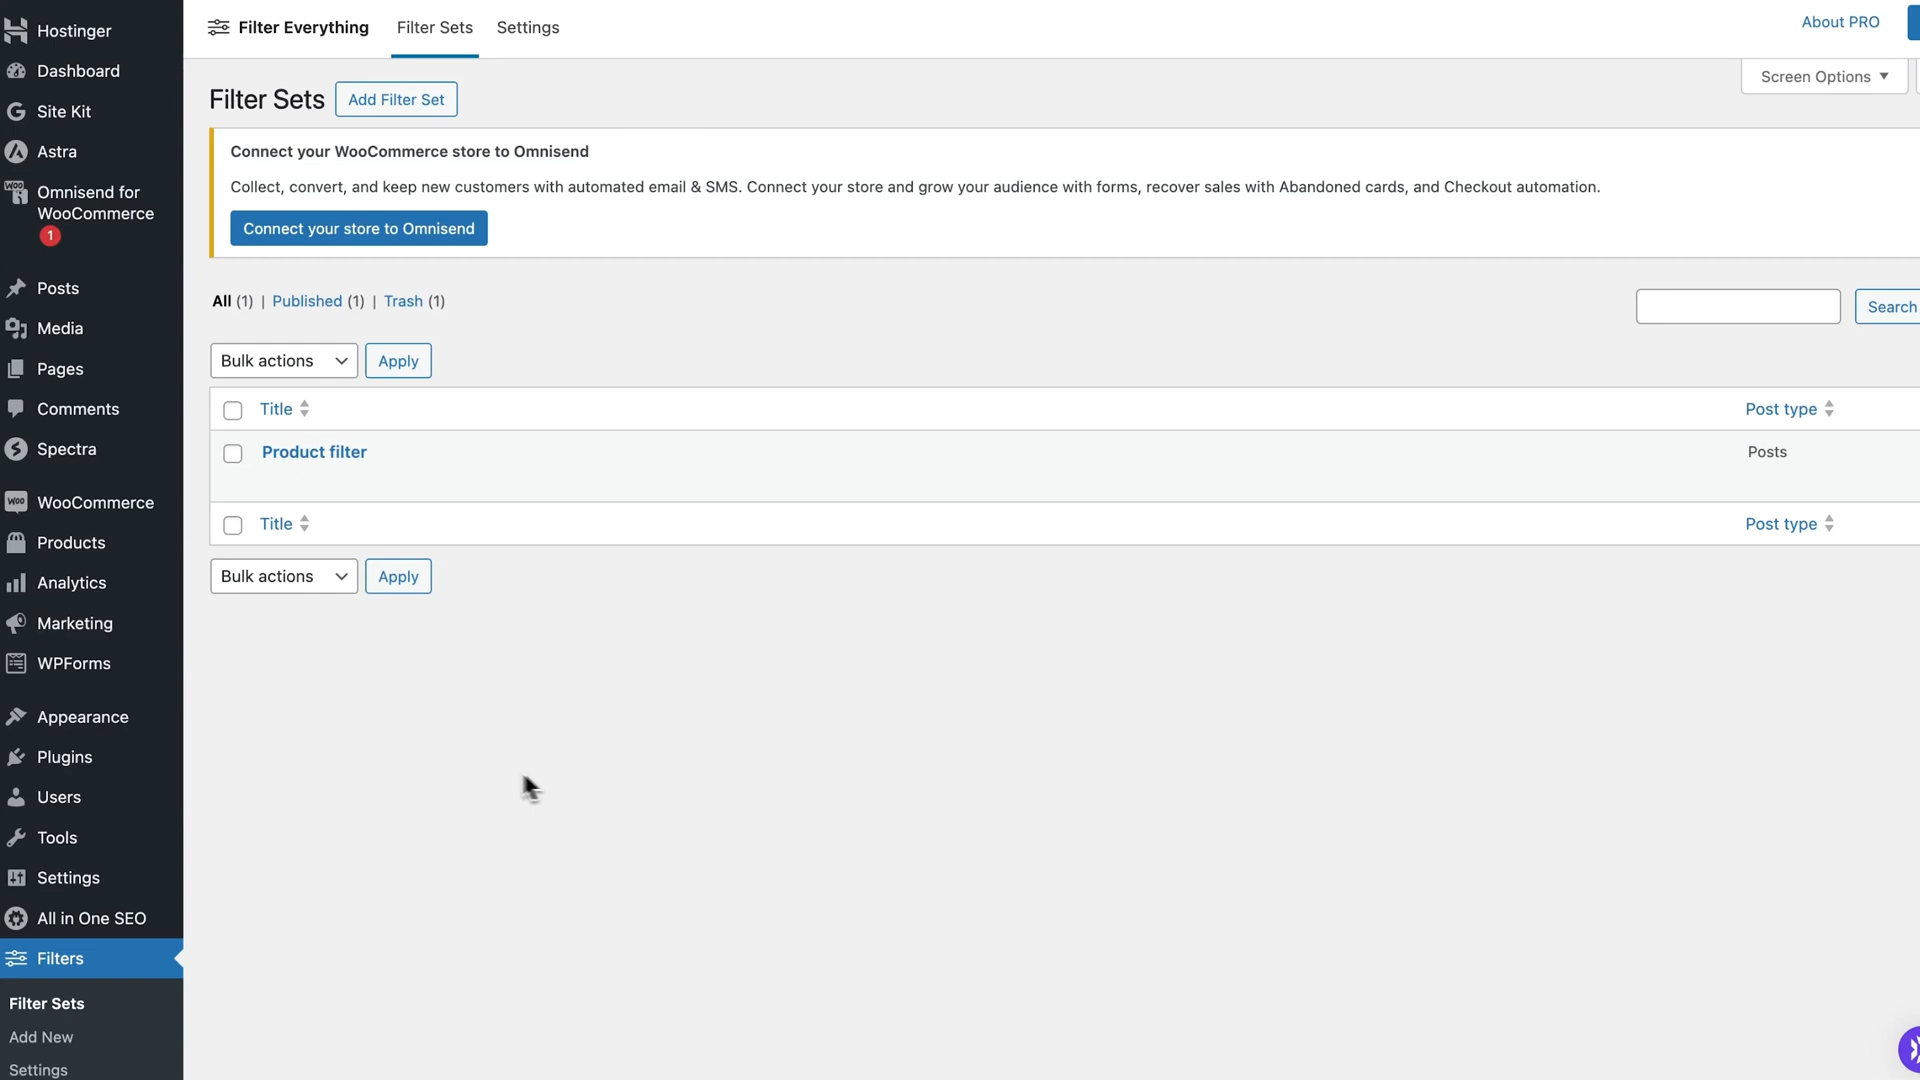 Hostinger
Dashboard
Site Kit
Astra
Omnisend for
WooCommerce
1
Posts
Media
Pages
Comments
Spectra
WooCommerce
Products
Analytics
Marketing
WPForms
Appearance
Plugins
Users
Tools
Settings
All in One SEO
Filters
Filter Sets
Add New
Settings
Filter Everything Filter Sets Settings
About PRO
Screen Options
Filter Sets Add Filter Set
Connect your WooCommerce store to Omnisend
Collect, convert, and keep new customers with automated email & SMS. Connect your store and grow your audience with forms, recover sales with Abandoned cards, and Checkout automation.
Connect your store to Omnisend
All (1) | Published (1) | Trash (1)
Search
Bulk actions Apply
Title Post type
Product filter Posts
Title Post type
Bulk actions Apply